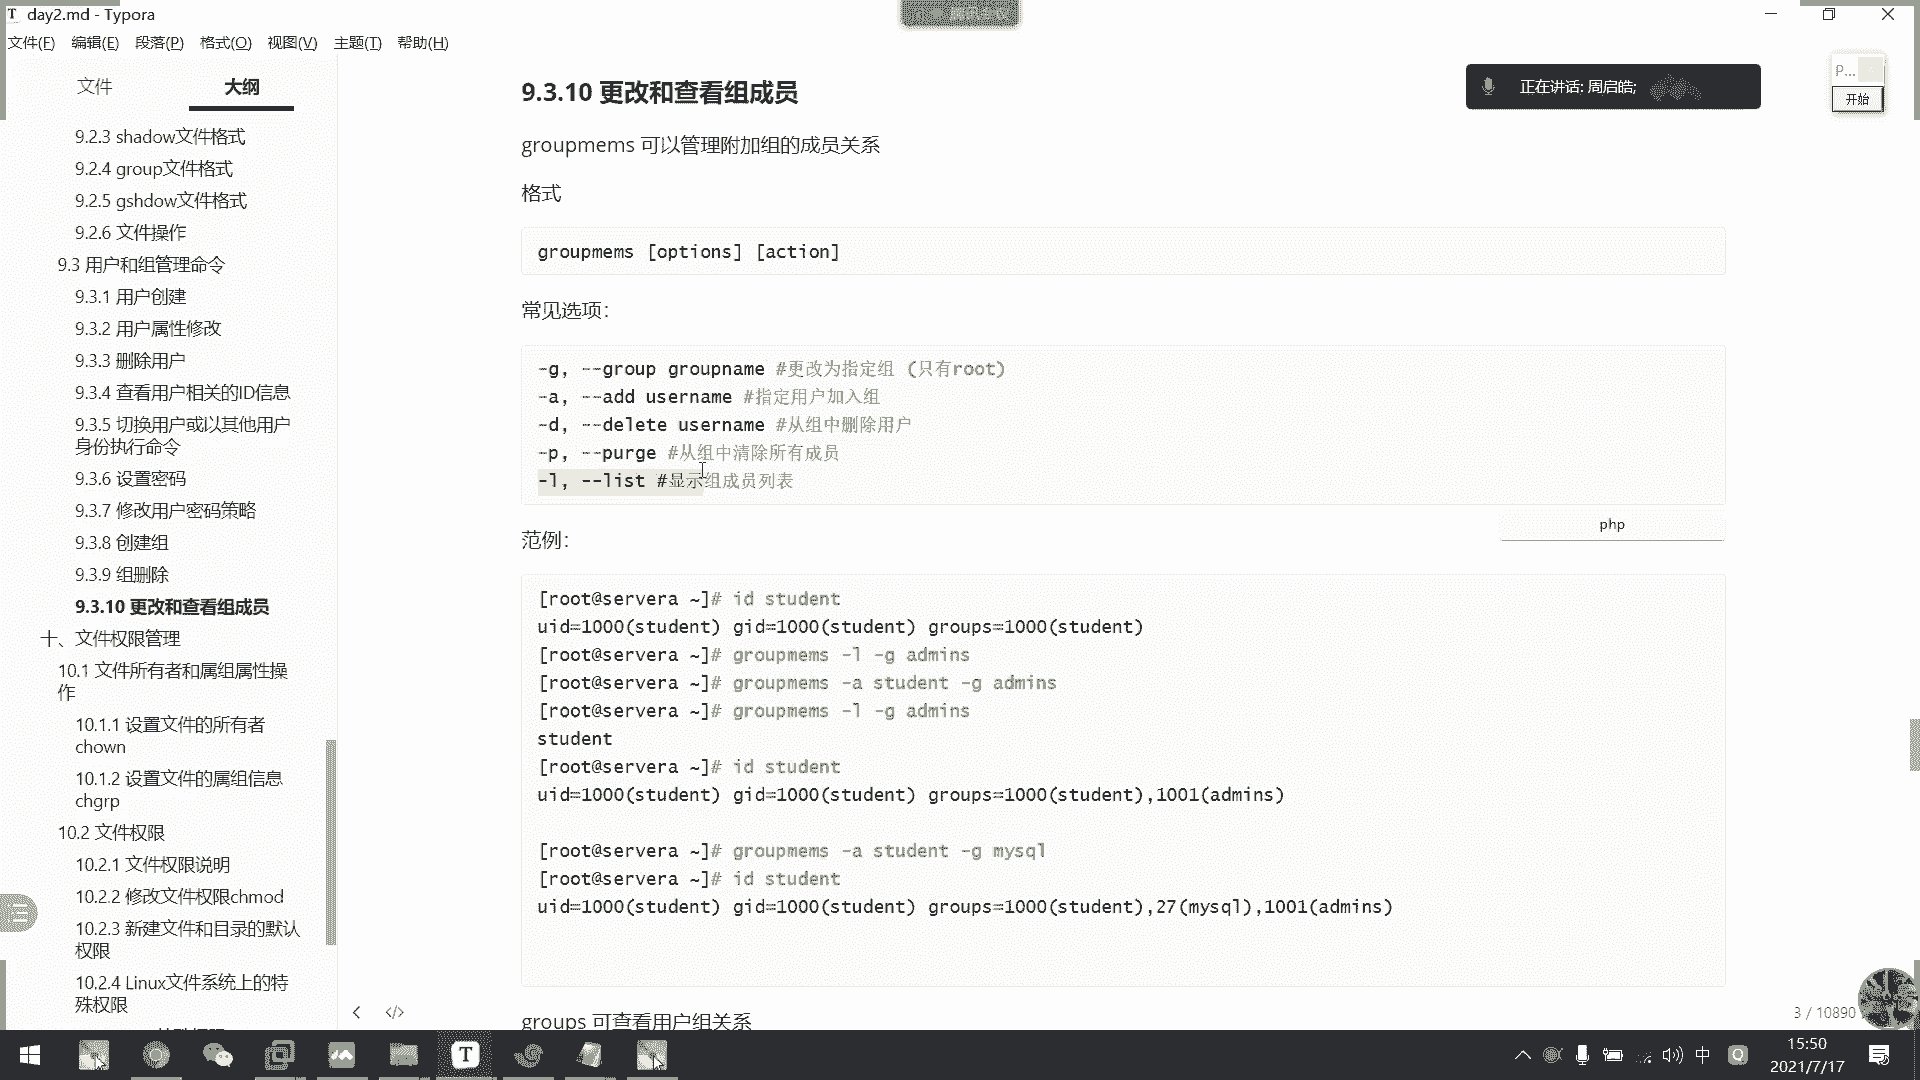 day2.md - Typora
文件(F) 编辑(E) 段落(P) 格式(O) 视图(V) 主题(T) 帮助(H)
文件 大纲
9.2.3 shadow文件格式
9.2.4 group文件格式
9.2.5 gshdow文件格式
9.2.6 文件操作
9.3 用户和组管理命令
9.3.1 用户创建
9.3.2 用户属性修改
9.3.3 删除用户
9.3.4 查看用户相关的ID信息
9.3.5 切换用户或以其他用户
身份执行命令
9.3.6 设置密码
9.3.7 修改用户密码策略
9.3.8 创建组
9.3.9 组删除
9.3.10 更改和查看组成员
十、文件权限管理
10.1 文件所有者和属组属性操
作
10.1.1 设置文件的所有者
chown
10.1.2 设置文件的属组信息
chgrp
10.2 文件权限
10.2.1 文件权限说明
10.2.2 修改文件权限chmod
10.2.3 新建文件和目录的默认
权限
10.2.4 Linux文件系统上的特
殊权限
9.3.10 更改和查看组成员
groupmems 可以管理附加组的成员关系
格式
groupmems [options] [action]
常见选项：
-g, --group groupname #更改为指定组 (只有root)
-a, --add username #指定用户加入组
-d, --delete username #从组中删除用户
-p, --purge #从组中清除所有成员
-l, --list #显示组成员列表
php
范例：
[root@servera ~]# id student
uid=1000(student) gid=1000(student) groups=1000(student)
[root@servera ~]# groupmems -l -g admins
[root@servera ~]# groupmems -a student -g admins
[root@servera ~]# groupmems -l -g admins
student
[root@servera ~]# id student
uid=1000(student) gid=1000(student) groups=1000(student),1001(admins)
[root@servera ~]# groupmems -a student -g mysql
[root@servera ~]# id student
uid=1000(student) gid=1000(student) groups=1000(student),27(mysql),1001(admins)
groups 可查看用户组关系
正在讲话: 周启皓;
P...
开始
3 / 10890
中
15:50
2021/7/17